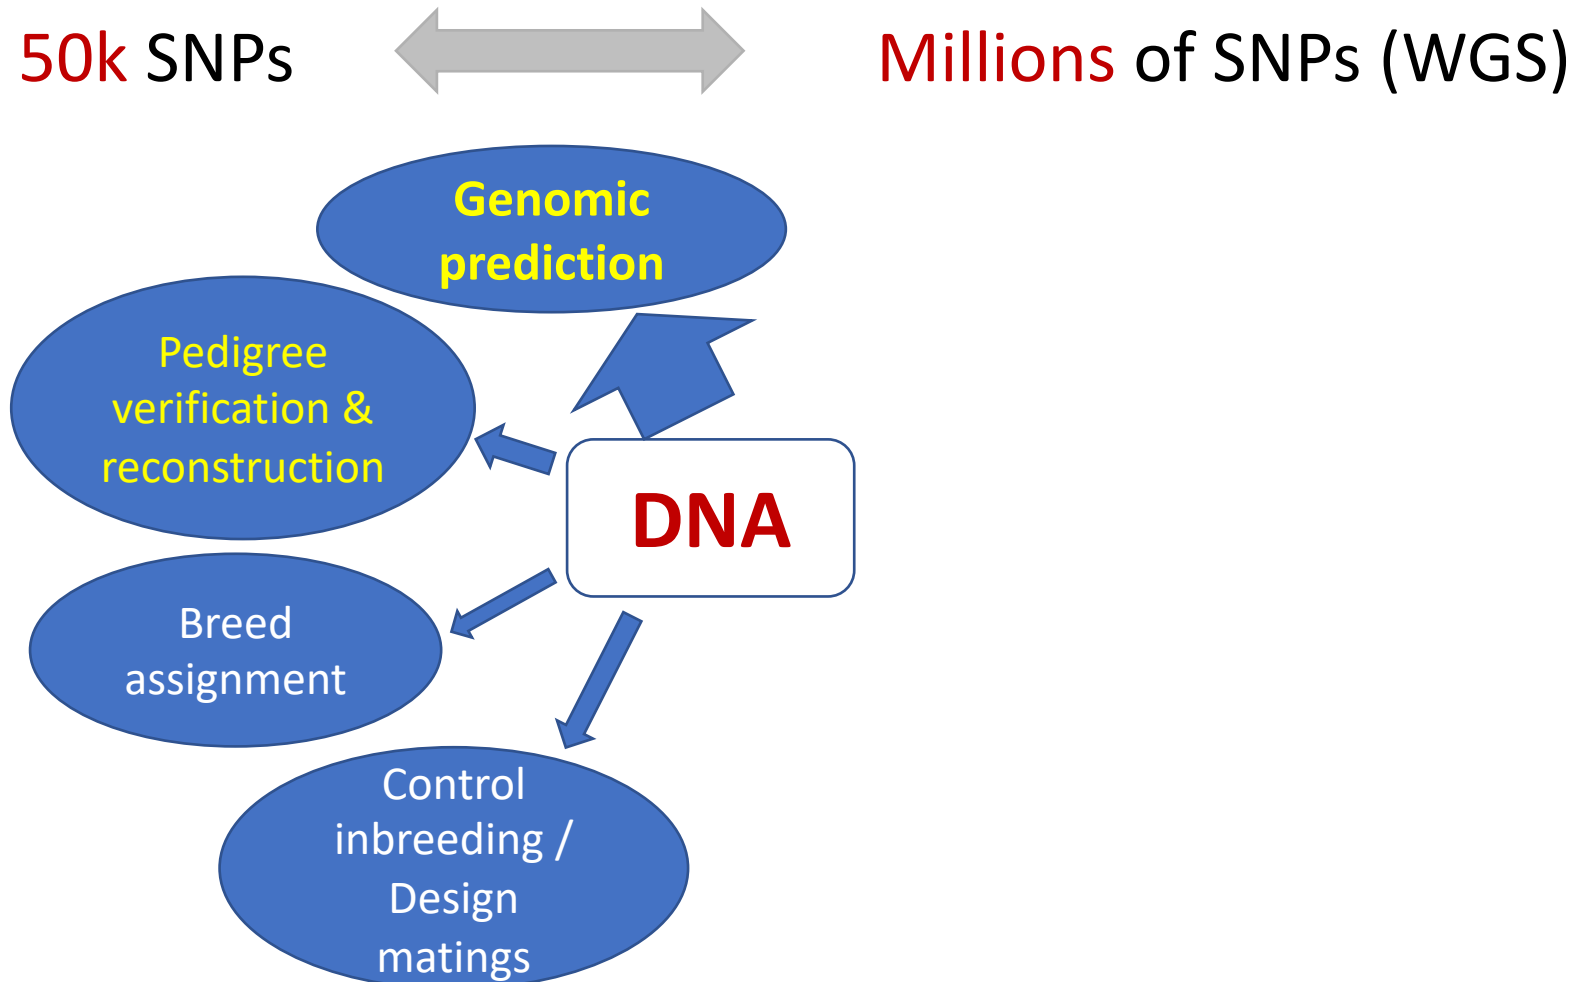 50k SNPs
Millions of SNPs (WGS)
Genomic
prediction
Pedigree
verification &
reconstruction
DNA
Breed
assignment
Control
inbreeding /
Design
matings